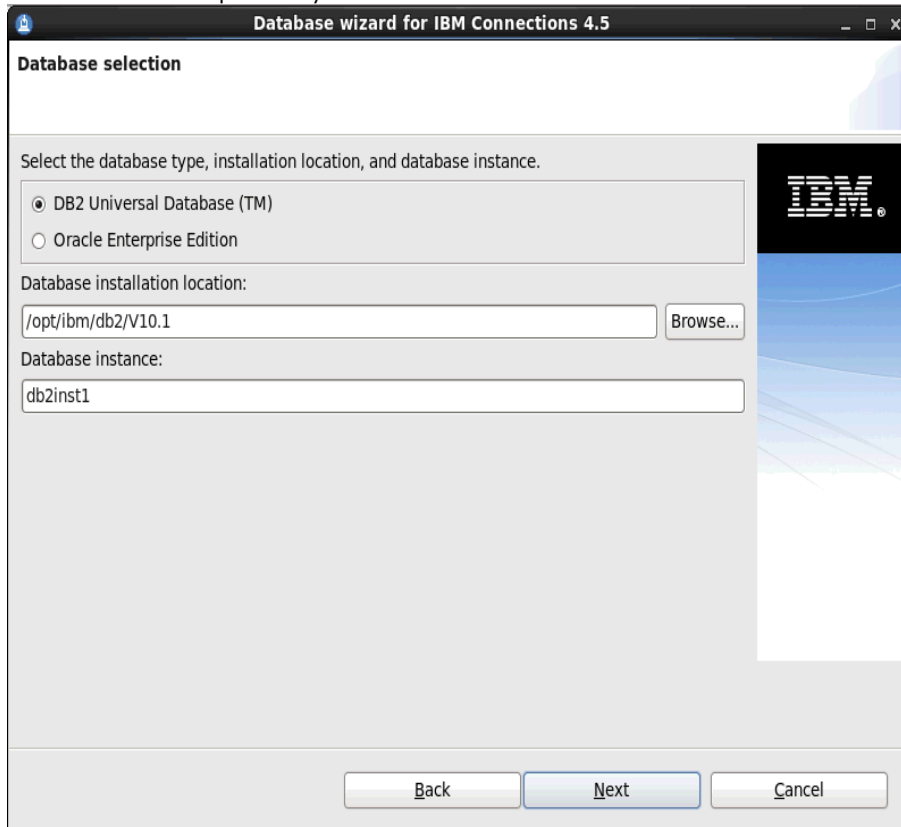 Database wizard for IBM Connections 4.5
Database selection
Select the database type, installation location, and database instance.
DB2 Universal Database (TM)
Oracle Enterprise Edition
IBM®
Database installation location:
/opt/ibm/db2/V10.1
Browse...
Database instance:
db2inst1
Back
Next
Cancel